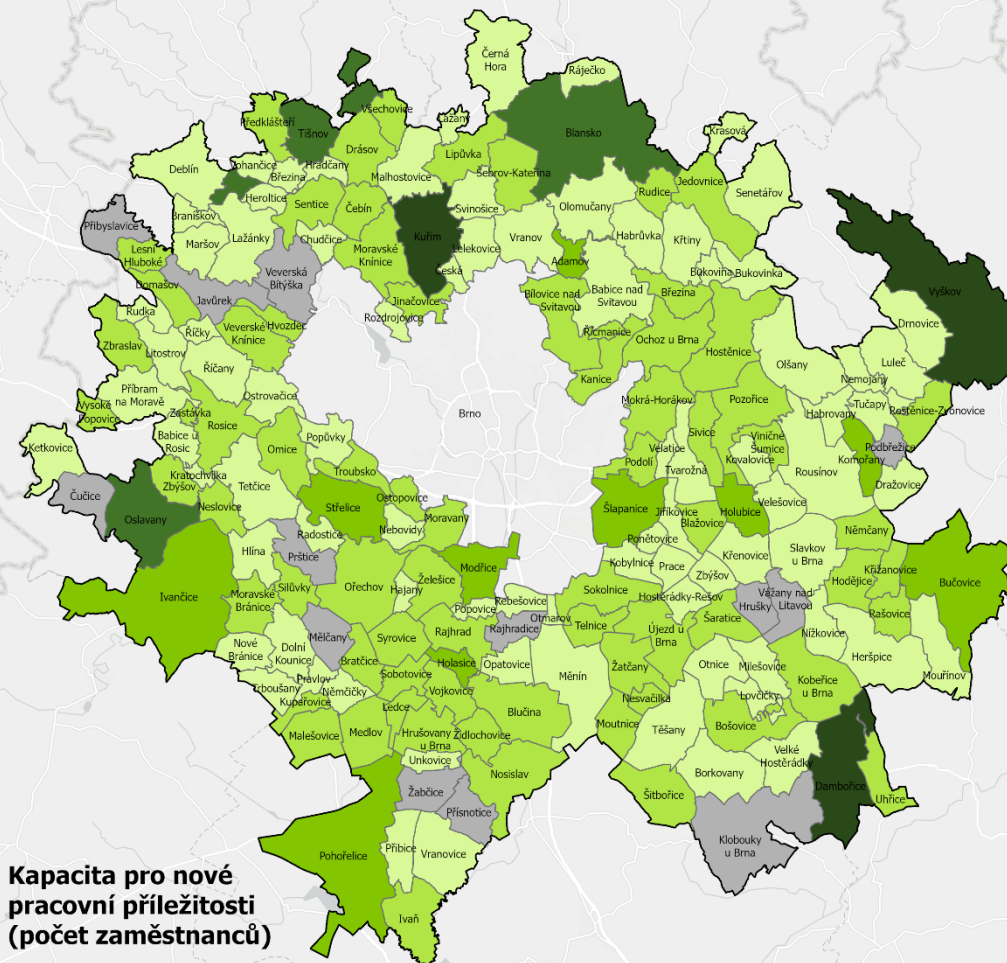 Černá
Hora
Ráječko
Všechovice
Lažany
Předklášteří
Tišnov
Blansko
Krasová
Drásov
Lipůvka
Deblín
Vohančice
Hradčany
Březina
Malhostovice
Šebrov-Kateřina
Rudice
Jedovnice
Senetářov
Heroltice
Sentice
Čebín
Svinošice
Olomučany
Braníškov
Přibyslavice
Maršov
Lažánky
Chudčice
Kuřim
Lelekovice
Vranov
Habrůvka
Křtiny
Lesní
Hluboké
Moravské
Knínice
Česká
Adamov
Bukovina
Bukovinka
Veverská
Bítýška
Domašov
Javůrek
Jinačovice
Babice nad
Svitavou
Březina
Vyškov
Rudka
Hvozdec
Rozdrojovice
Bílovice nad
Svitavou
Drnovice
Říčky
Veverské
Knínice
Řícmanice
Ochoz u Brna
Hostěnice
Zbraslav
Litostrov
Říčany
Olšany
Luleč
Nemojany
Kanice
Příbram
na Moravě
Ostrovačice
Mokrá-Horákov
Pozořice
Tučapy
Vysoké
Popovice
Zastávka
Rosice
Brno
Habrovany
Rostěnice-Zvonovice
Babice u
Rosic
Omice
Popůvky
Sivice
Viničné
Šumice
Podbřežice
Ketkovice
Velatice
Kovalovice
Komořany
Kratochvilka
Zbýšov
Tetčice
Troubsko
Podolí
Tvarožná
Rousínov
Dražovice
Čučice
Neslovice
Střelice
Ostopovice
Oslavany
Moravany
Šlapanice
Jiříkovice
Holubice
Velešovice
Radostice
Nebovidy
Blažovice
Němčany
Hlína
Prštice
Ponětovice
Kobylnice
Prace
Křenovice
Slavkov
u Brna
Křižanovice
Modřice
Zbýšov
Hodějice
Bučovice
Ivančice
Moravské
Bránice
Silůvky
Ořechov
Želešice
Hajany
Rebešovice
Sokolnice
Hostěrádky-Rešov
Vážany nad
Litavou
Hrušky
Popovice
Otmarov
Telnice
Šaratice
Rašovice
Mělčany
Syrovice
Rajhrad
Rajhradice
Újezd u
Brna
Nížkovice
Nové
Bránice
Dolní
Kounice
Bratčice
Holasice
Opatovice
Žatčany
Otnice
Milešovice
Heršpice
Pravlov
Sobotovice
Měnín
Kobeřice
u Brna
Mouřínov
Němčičky
Vojkovice
Nesvačilka
Lovčičky
Kupařovice
Ledce
Blučina
Moutnice
Bošovice
Malešovice
Medlov
Hrušovany
u Brna
Židlochovice
Těšany
Velké
Hostěrádky
Unkovice
Nosislav
Borkovany
Dambořice
Žabčice
Šitbořice
Uhřice
Přísnotice
Klobouky
u Brna
Přibice
Vranovice
Pohořelice
Ivaň
Kapacita pro nové
pracovní příležitosti
(počet zaměstnanců)